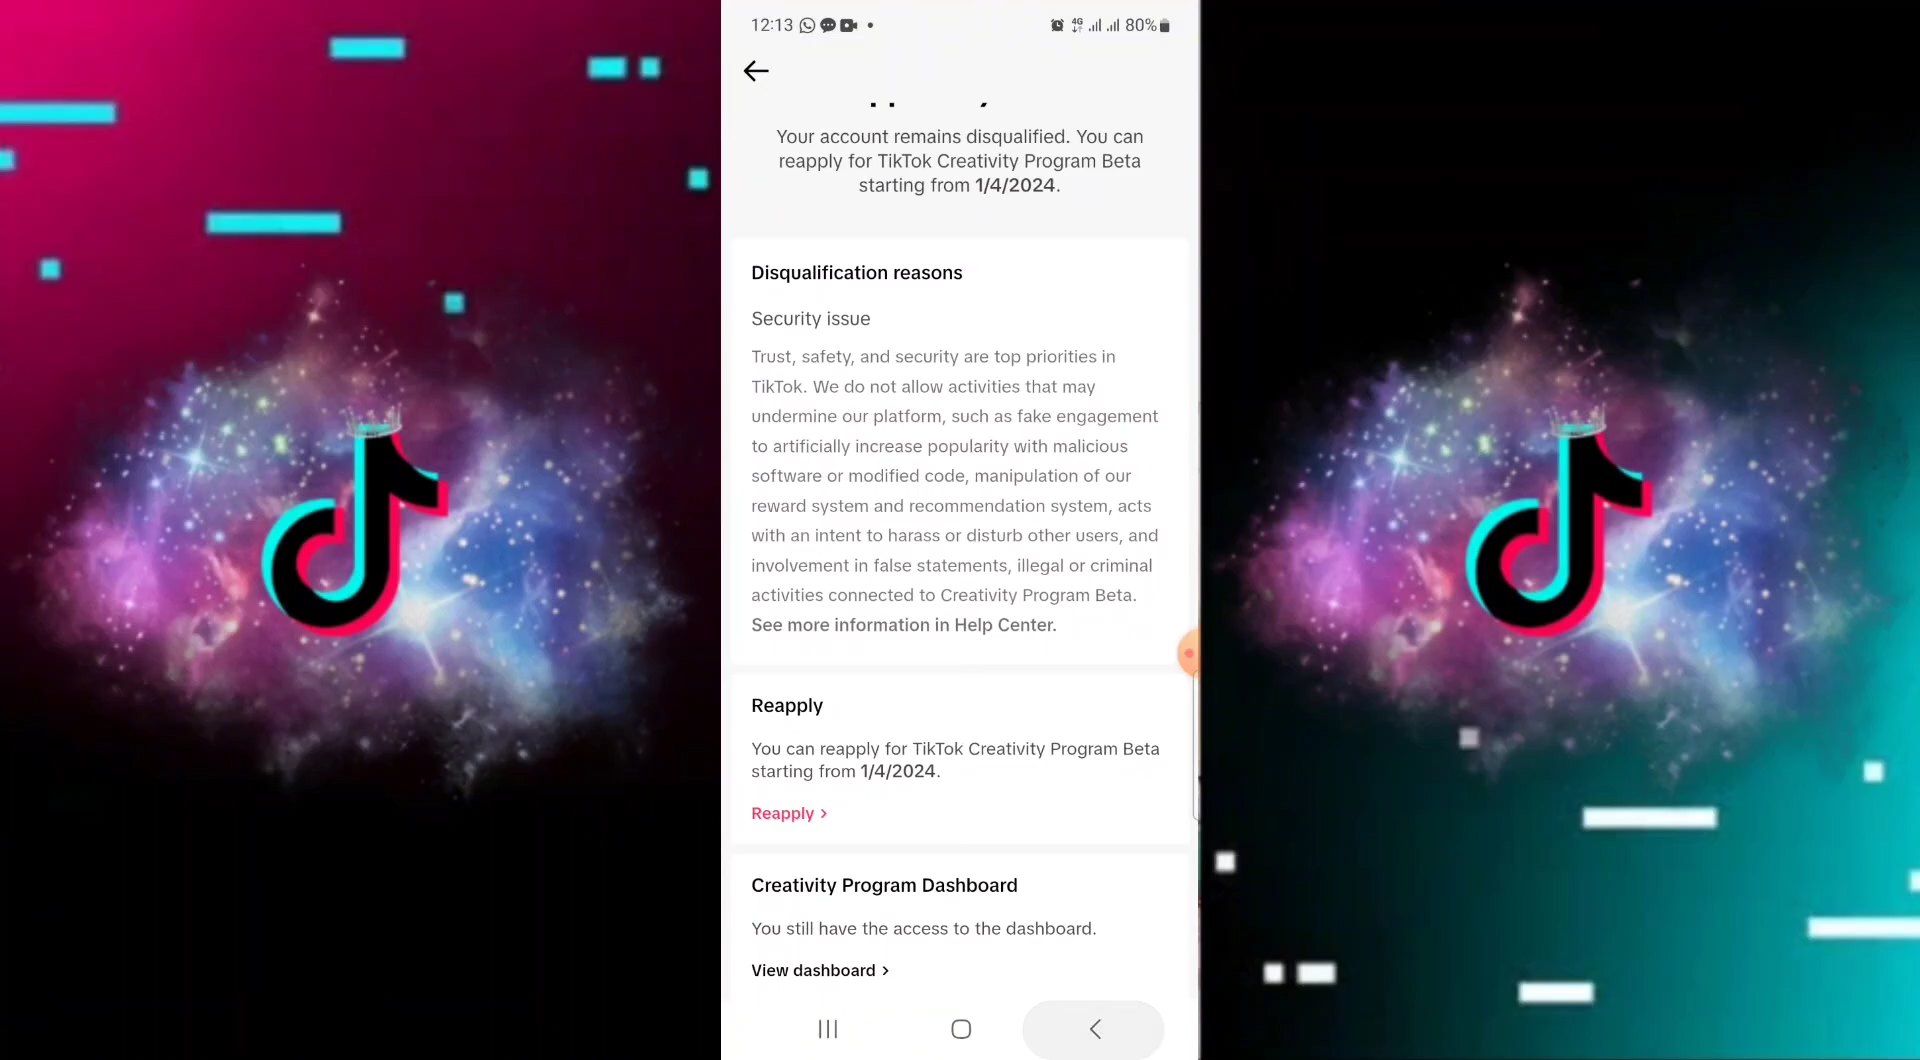 12:13
4G
80%
Your account remains disqualified. You can
reapply for TikTok Creativity Program Beta
starting from 1/4/2024.
Disqualification reasons
Security issue
Trust, safety, and security are top priorities in
TikTok. We do not allow activities that may
undermine our platform, such as fake engagement
to artificially increase popularity with malicious
software or modified code, manipulation of our
reward system and recommendation system, acts
with an intent to harass or disturb other users, and
involvement in false statements, illegal or criminal
activities connected to Creativity Program Beta.
See more information in Help Center.
Reapply
You can reapply for TikTok Creativity Program Beta
starting from 1/4/2024.
Reapply >
Creativity Program Dashboard
You still have the access to the dashboard.
View dashboard >